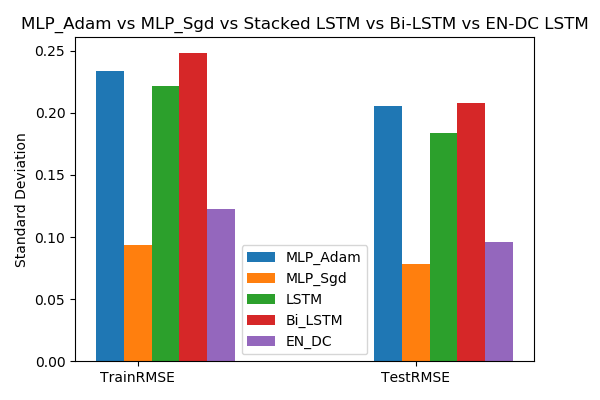 MLP_Adam vs MLP_Sgd vs Stacked LSTM vs Bi-LSTM vs EN-DC LSTM
Standard Deviation
0.25
0.20
0.15
0.10
0.05
0.00
MLP_Adam
MLP_Sgd
LSTM
Bi_LSTM
EN_DC
TrainRMSE
TestRMSE